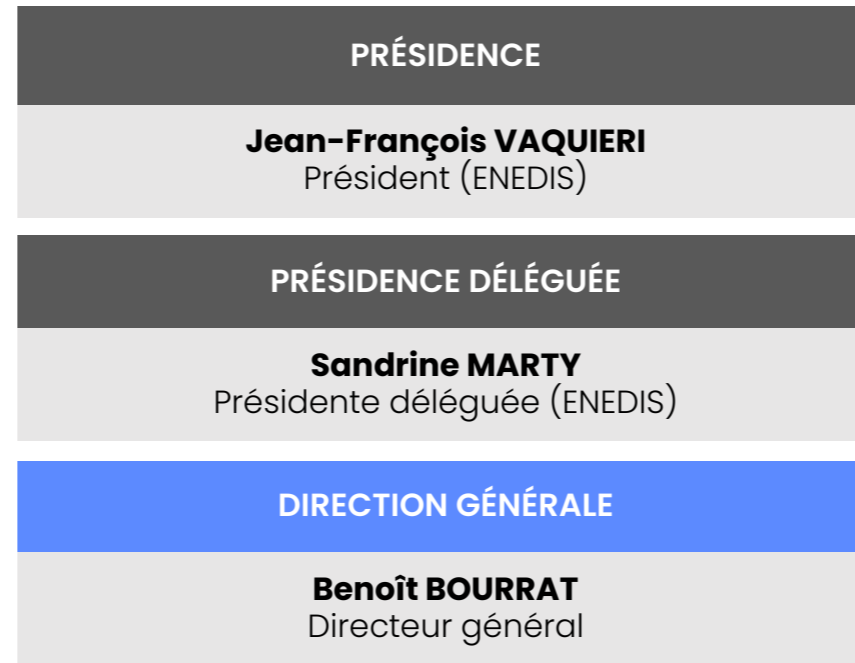 PRÉSIDENCE
Jean-François VAQUIERI
Président (ENEDIS)
PRÉSIDENCE DÉLÉGUÉE
Sandrine MARTY
Présidente déléguée (ENEDIS)
DIRECTION GÉNÉRALE
Benoît BOURRAT
Directeur général